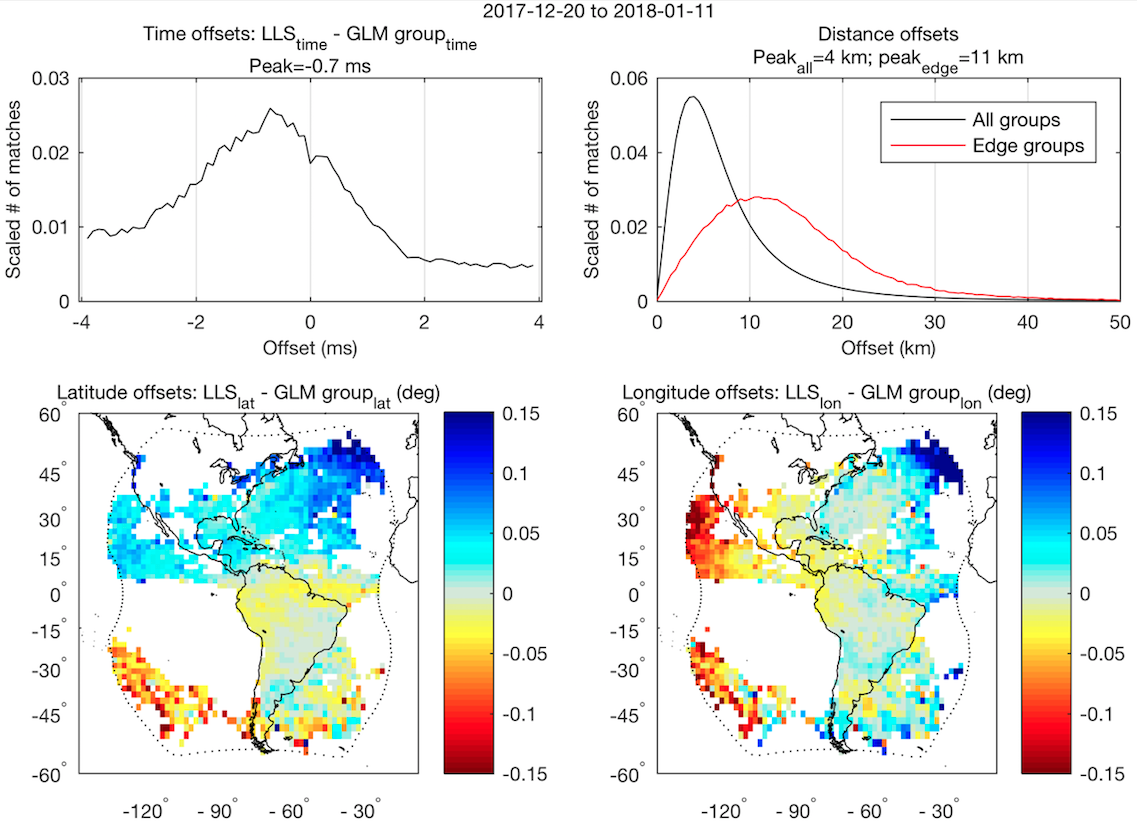 2017-12-20 to 2018-01-11
Time offsets: LLStime - GLM grouptime
Peak=-0.7 ms
0.03
0.02
0.01
0
Scaled # of matches
-4 -2 0 2 4
Offset (ms)
Distance offsets
Peakall=4 km; peakedge=11 km
0.06
0.04
0.02
0
Scaled # of matches
All groups
Edge groups
0 10 20 30 40 50
Offset (km)
Latitude offsets: LLSlat - GLM grouplat (deg)
60°
45°
30°
15°
0°
-15°
-30°
-45°
-60°
-120° -90° -60° -30°
0.15
0.1
0.05
0
-0.05
-0.1
-0.15
Longitude offsets: LLSlon - GLM grouplon (deg)
60°
45°
30°
15°
0°
-15°
-30°
-45°
-60°
-120° -90° -60° -30°
0.15
0.1
0.05
0
-0.05
-0.1
-0.15